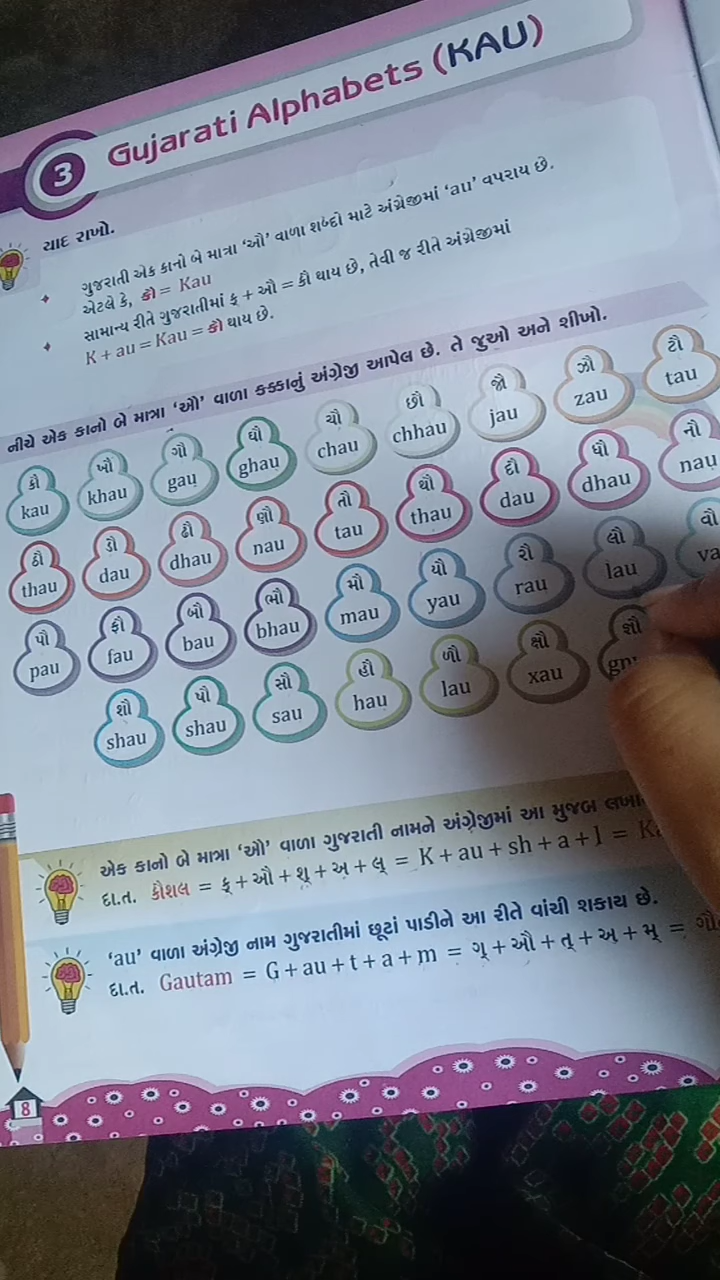 3 Gujarati Alphabets (KAU)
યાદ રાખો.
ગુજરાતી એક કાનો બે માત્રા ‘ઔ’ વાળા શબ્દો માટે અંગ્રેજીમાં ‘au’ વપરાય છે.
એટલે કે, કૌ = Kau
સામાન્ય રીતે ગુજરાતીમાં ક્ + ઔ = કૌ થાય છે, તેવી જ રીતે અંગ્રેજીમાં
K + au = Kau = કૌ થાય છે.
નીચે એક કાનો બે માત્રા ‘ઔ’ વાળા કક્કાનું અંગ્રેજી આપેલ છે. તે જુઓ અને શીખો.
કૌ ખૌ ગૌ ઘૌ ચૌ છૌ જૌ ઝૌ ટૌ
kau khau gau ghau chau chhau jau zau tau
ઠૌ ડૌ ઢૌ ણૌ તૌ થૌ દૌ ધૌ નૌ
thau dau dhau nau tau thau dau dhau nau
પૌ ફૌ બૌ ભૌ મૌ યૌ રૌ લૌ વૌ
pau fau bau bhau mau yau rau lau
શૌ ષૌ સૌ હૌ ળૌ ક્ષૌ
shau shau sau hau lau xau
એક કાનો બે માત્રા ‘ઔ’ વાળા ગુજરાતી નામને અંગ્રેજીમાં આ મુજબ
દા.ત. કૌશલ = ક્ + ઔ + શ્ + અ + લ્ = K + au + sh + a + l =
‘au’ વાળા અંગ્રેજી નામ ગુજરાતીમાં છૂટાં પાડીને આ રીતે વાંચી શકાય છે.
દા.ત. Gautam = G + au + t + a + m = ગ્ + ઔ + ત્ + અ + મ્ =
8